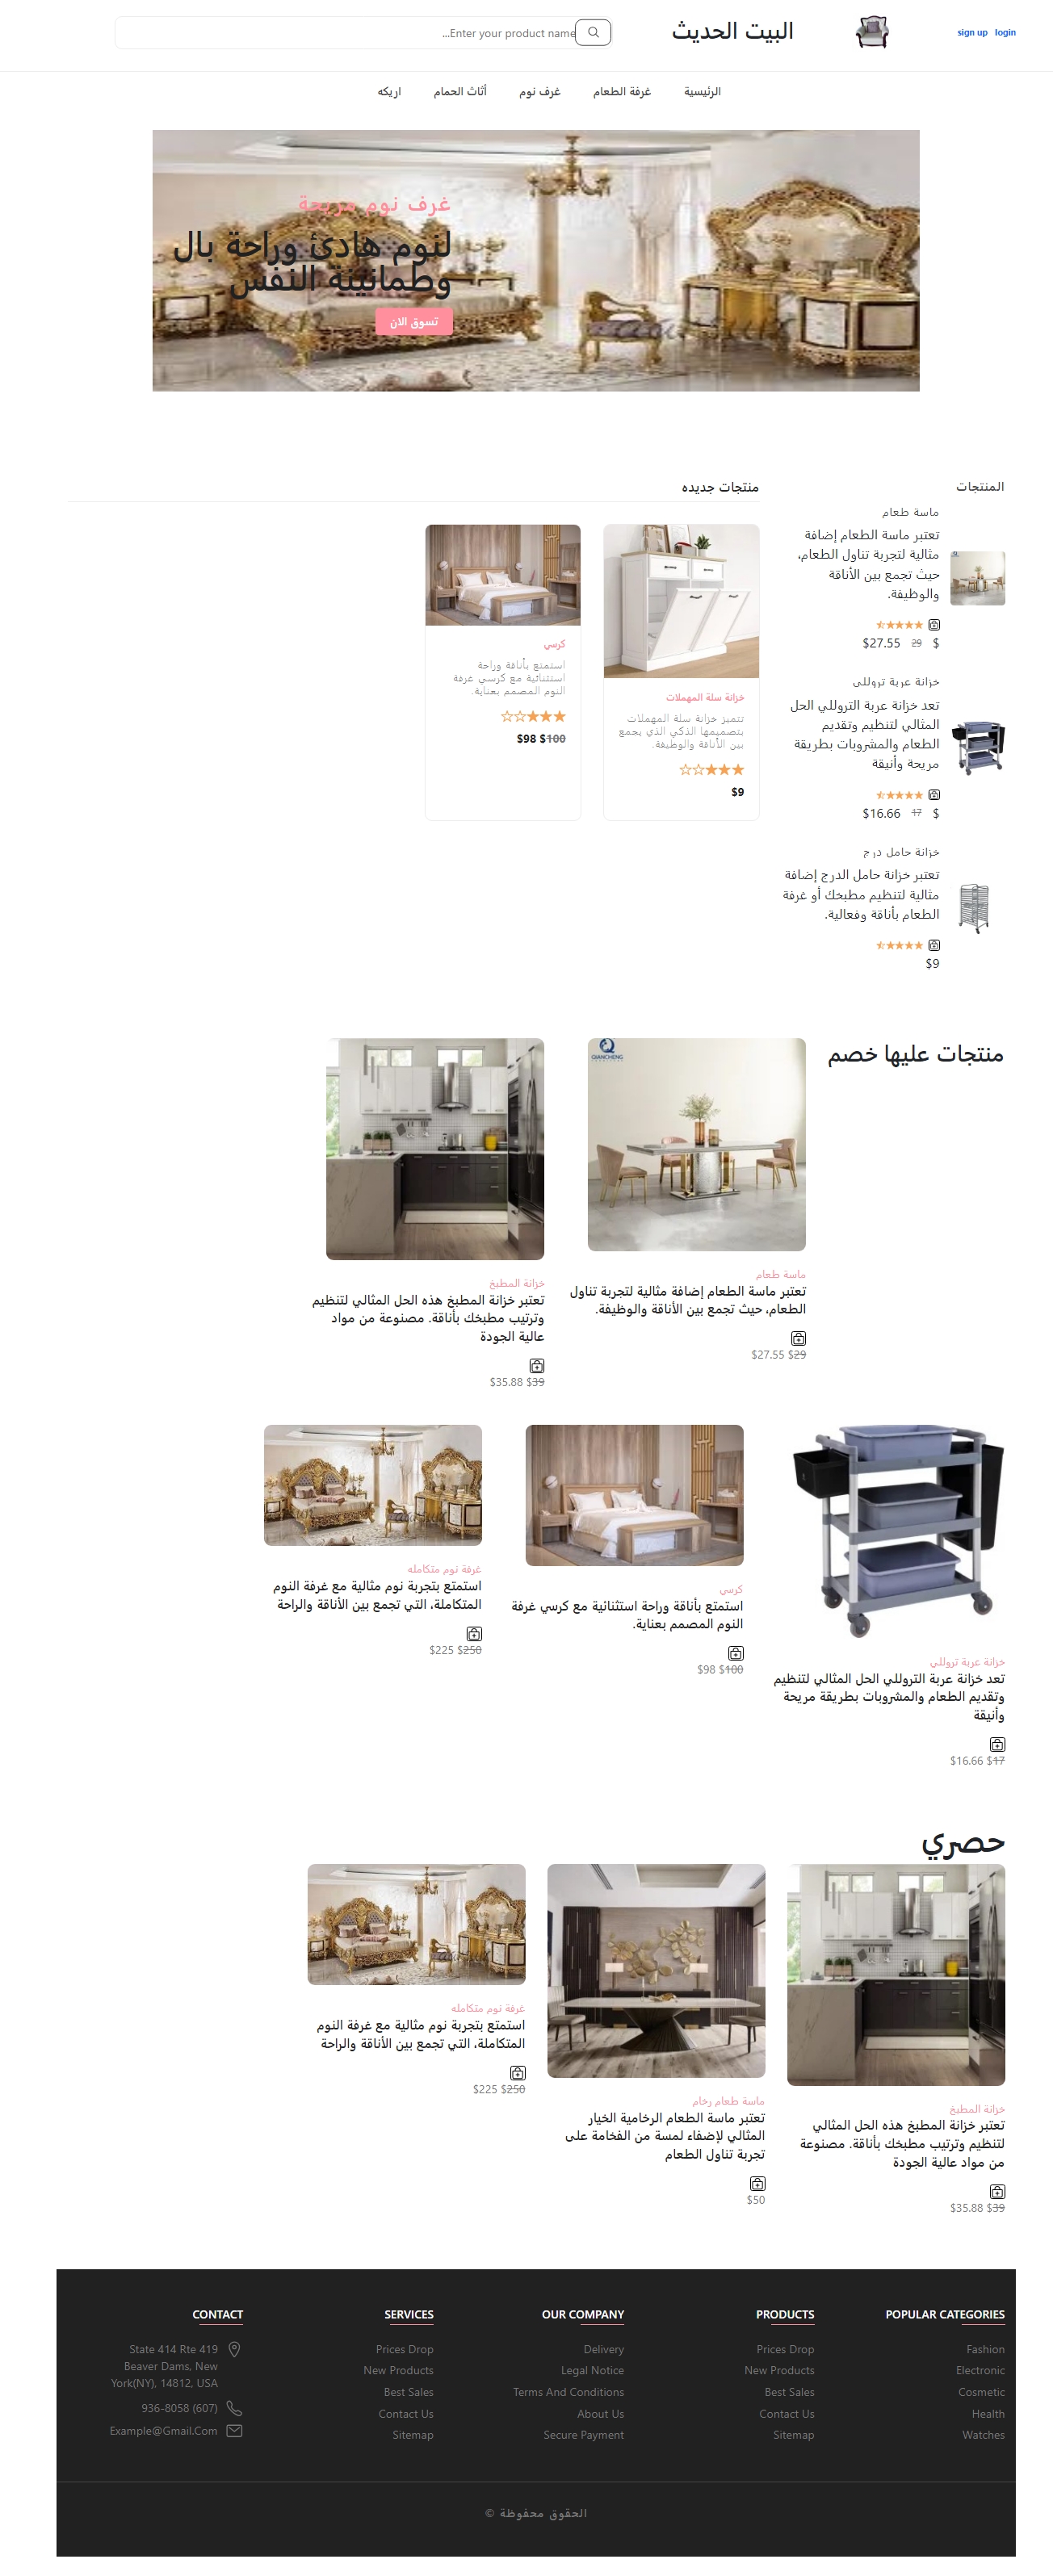 login
sign up
البيت الحديث
Enter your product name...
الرئيسية
غرفة الطعام
غرف نوم
أثاث الحمام
اريكه
غرف نوم مريحة
لنوم هادئ وراحة بال
وطمانينة النفس
تسوق الان
المنتجات
ماسة طعام
تعتبر ماسة الطعام إضافة
مثالية لتجربة تناول الطعام،
حيث تجمع بين الأناقة
والوظيفة.
$ 29 $27.55
خزانة عربة تروللي
تعد خزانة عربة التروللي الحل
المثالي لتنظيم وتقديم
الطعام والمشروبات بطريقة
مريحة وأنيقة
$ 17 $16.66
خزانة حامل درج
تعتبر خزانة حامل الدرج إضافة
مثالية لتنظيم مطبخك أو غرفة
الطعام بأناقة وفعالية.
$9
منتجات جديده
خزانة سلة المهملات
تتميز خزانة سلة المهملات
بتصميمها الذكي الذي يجمع
بين الأناقة والوظيفة.
$9
كرسي
استمتع بأناقة وراحة
استثنائية مع كرسي غرفة
النوم المصمم بعناية.
$98 $100
منتجات عليها خصم
QIANCHENG
ماسة طعام
تعتبر ماسة الطعام إضافة مثالية لتجربة تناول
الطعام، حيث تجمع بين الأناقة والوظيفة.
$27.55 $29
خزانة المطبخ
تعتبر خزانة المطبخ هذه الحل المثالي لتنظيم
وترتيب مطبخك بأناقة. مصنوعة من مواد
عالية الجودة
$35.88 $39
خزانة عربة تروللي
تعد خزانة عربة التروللي الحل المثالي لتنظيم
وتقديم الطعام والمشروبات بطريقة مريحة
وأنيقة
$16.66 $17
كرسي
استمتع بأناقة وراحة استثنائية مع كرسي غرفة
النوم المصمم بعناية.
$98 $100
غرفة نوم متكامله
استمتع بتجربة نوم مثالية مع غرفة النوم
المتكاملة، التي تجمع بين الأناقة والراحة
$225 $250
حصري
خزانة المطبخ
تعتبر خزانة المطبخ هذه الحل المثالي
لتنظيم وترتيب مطبخك بأناقة. مصنوعة
من مواد عالية الجودة
$35.88 $39
ماسة طعام رخام
تعتبر ماسة الطعام الرخامية الخيار
المثالي لإضفاء لمسة من الفخامة على
تجربة تناول الطعام
$50
غرفة نوم متكامله
استمتع بتجربة نوم مثالية مع غرفة النوم
المتكاملة، التي تجمع بين الأناقة والراحة
$225 $250
POPULAR CATEGORIES
Fashion
Electronic
Cosmetic
Health
Watches
PRODUCTS
Prices Drop
New Products
Best Sales
Contact Us
Sitemap
OUR COMPANY
Delivery
Legal Notice
Terms And Conditions
About Us
Secure Payment
SERVICES
Prices Drop
New Products
Best Sales
Contact Us
Sitemap
CONTACT
State 414 Rte 419
Beaver Dams, New
York(NY), 14812, USA
936-8058 (607)
Example@Gmail.Com
الحقوق محفوظة ©